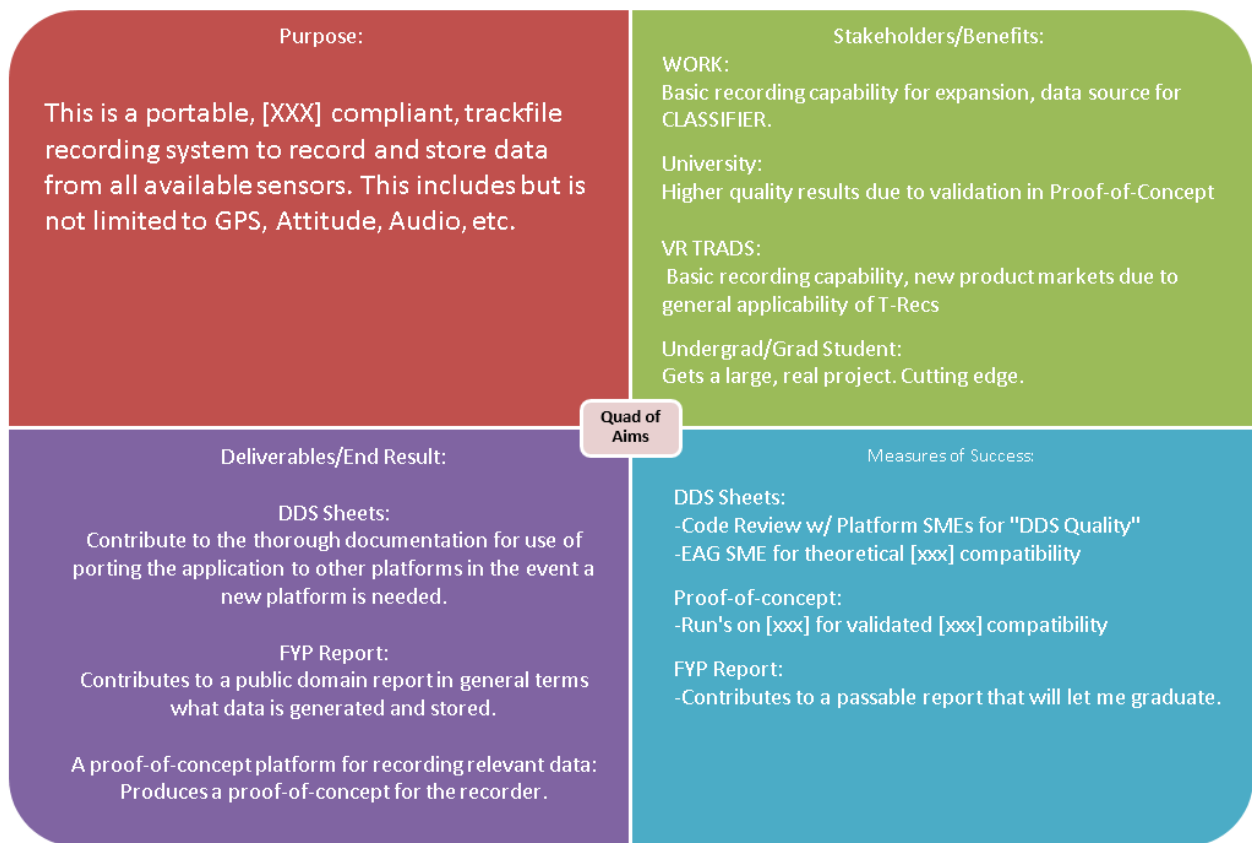 Purpose:
This is a portable, [XXX] compliant, trackfile
recording system to record and store data
from all available sensors. This includes but is
not limited to GPS, Attitude, Audio, etc.
Stakeholders/Benefits:
WORK:
Basic recording capability for expansion, data source for
CLASSIFIER.
University:
Higher quality results due to validation in Proof-of-Concept
VR TRADS:
Basic recording capability, new product markets due to
general applicability of T-Recs
Undergrad/Grad Student:
Gets a large, real project. Cutting edge.
Quad of
Aims
Deliverables/End Result:
DDS Sheets:
Contribute to the thorough documentation for use of
porting the application to other platforms in the event a
new platform is needed.
FYP Report:
Contributes to a public domain report in general terms
what data is generated and stored.
A proof-of-concept platform for recording relevant data:
Produces a proof-of-concept for the recorder.
Measures of Success:
DDS Sheets:
-Code Review w/ Platform SMEs for "DDS Quality"
-EAG SME for theoretical [xxx] compatibility
Proof-of-concept:
-Run's on [xxx] for validated [xxx] compatibility
FYP Report:
-Contributes to a passable report that will let me graduate.